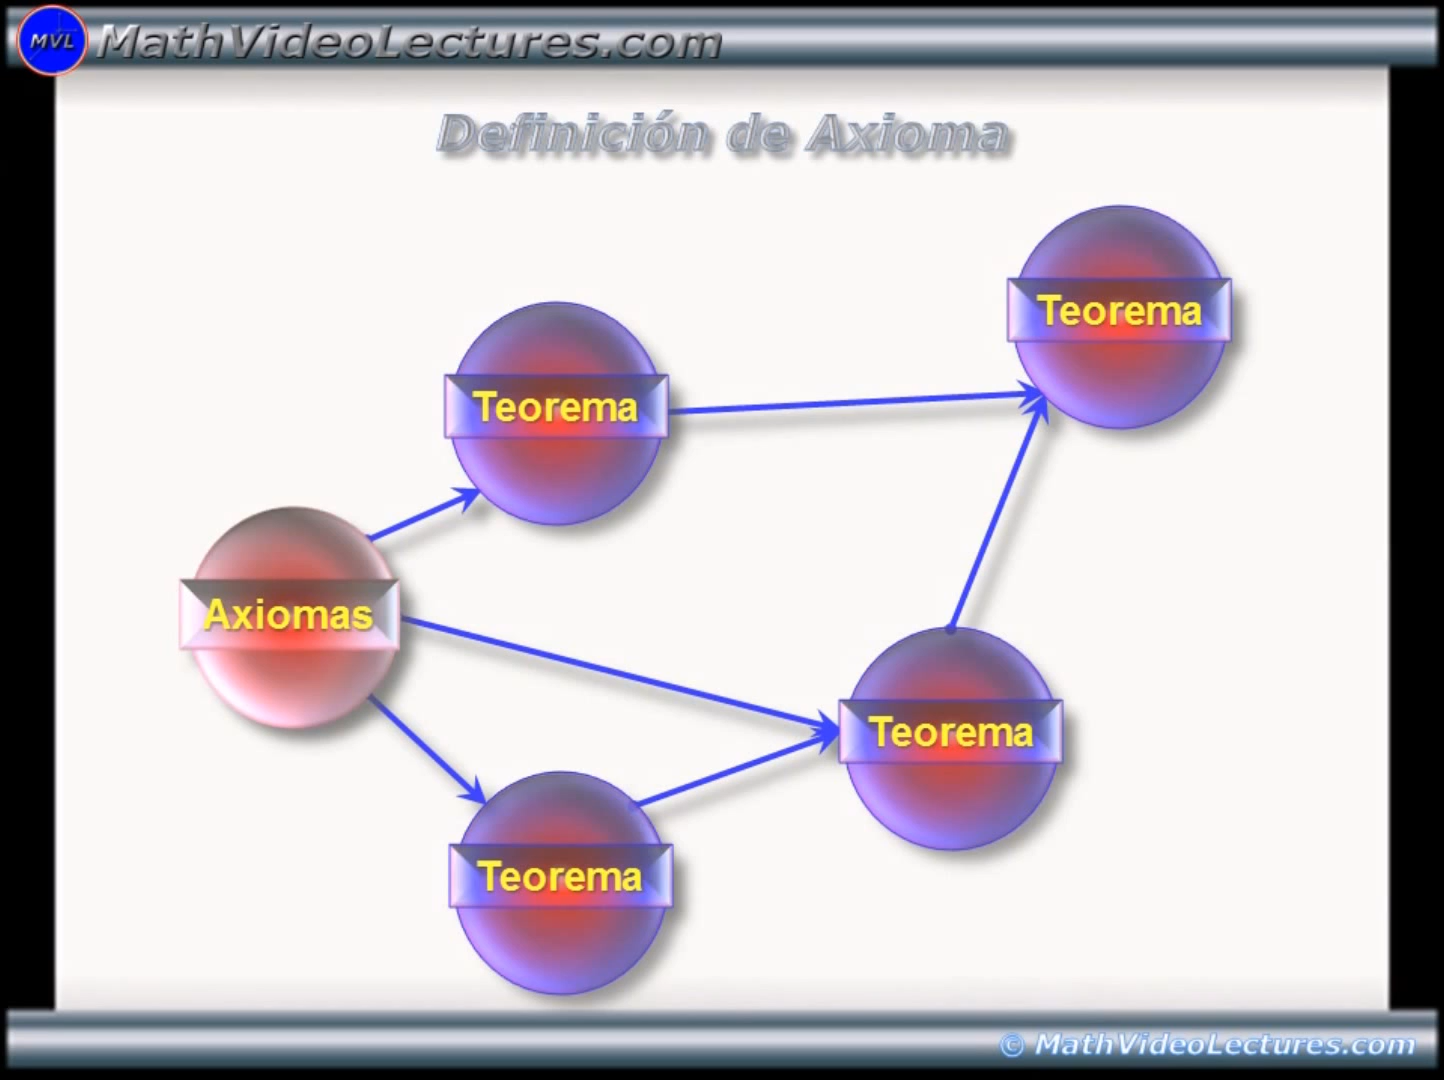 MVL MathVideoLectures.com
Definición de Axioma
Teorema
Teorema
Axiomas
Teorema
Teorema
© MathVideoLectures.com